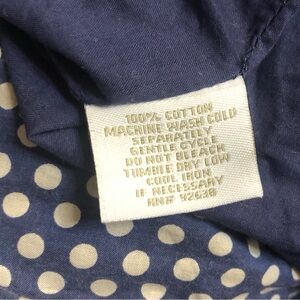 100% COTTON
MACHINE WASH COLD
SEPARATELY
GENTLE CYCLE
DO NOT BLEACH
TUMBLE DRY LOW
COOL IRON
IF NECESSARY
RN# 92638